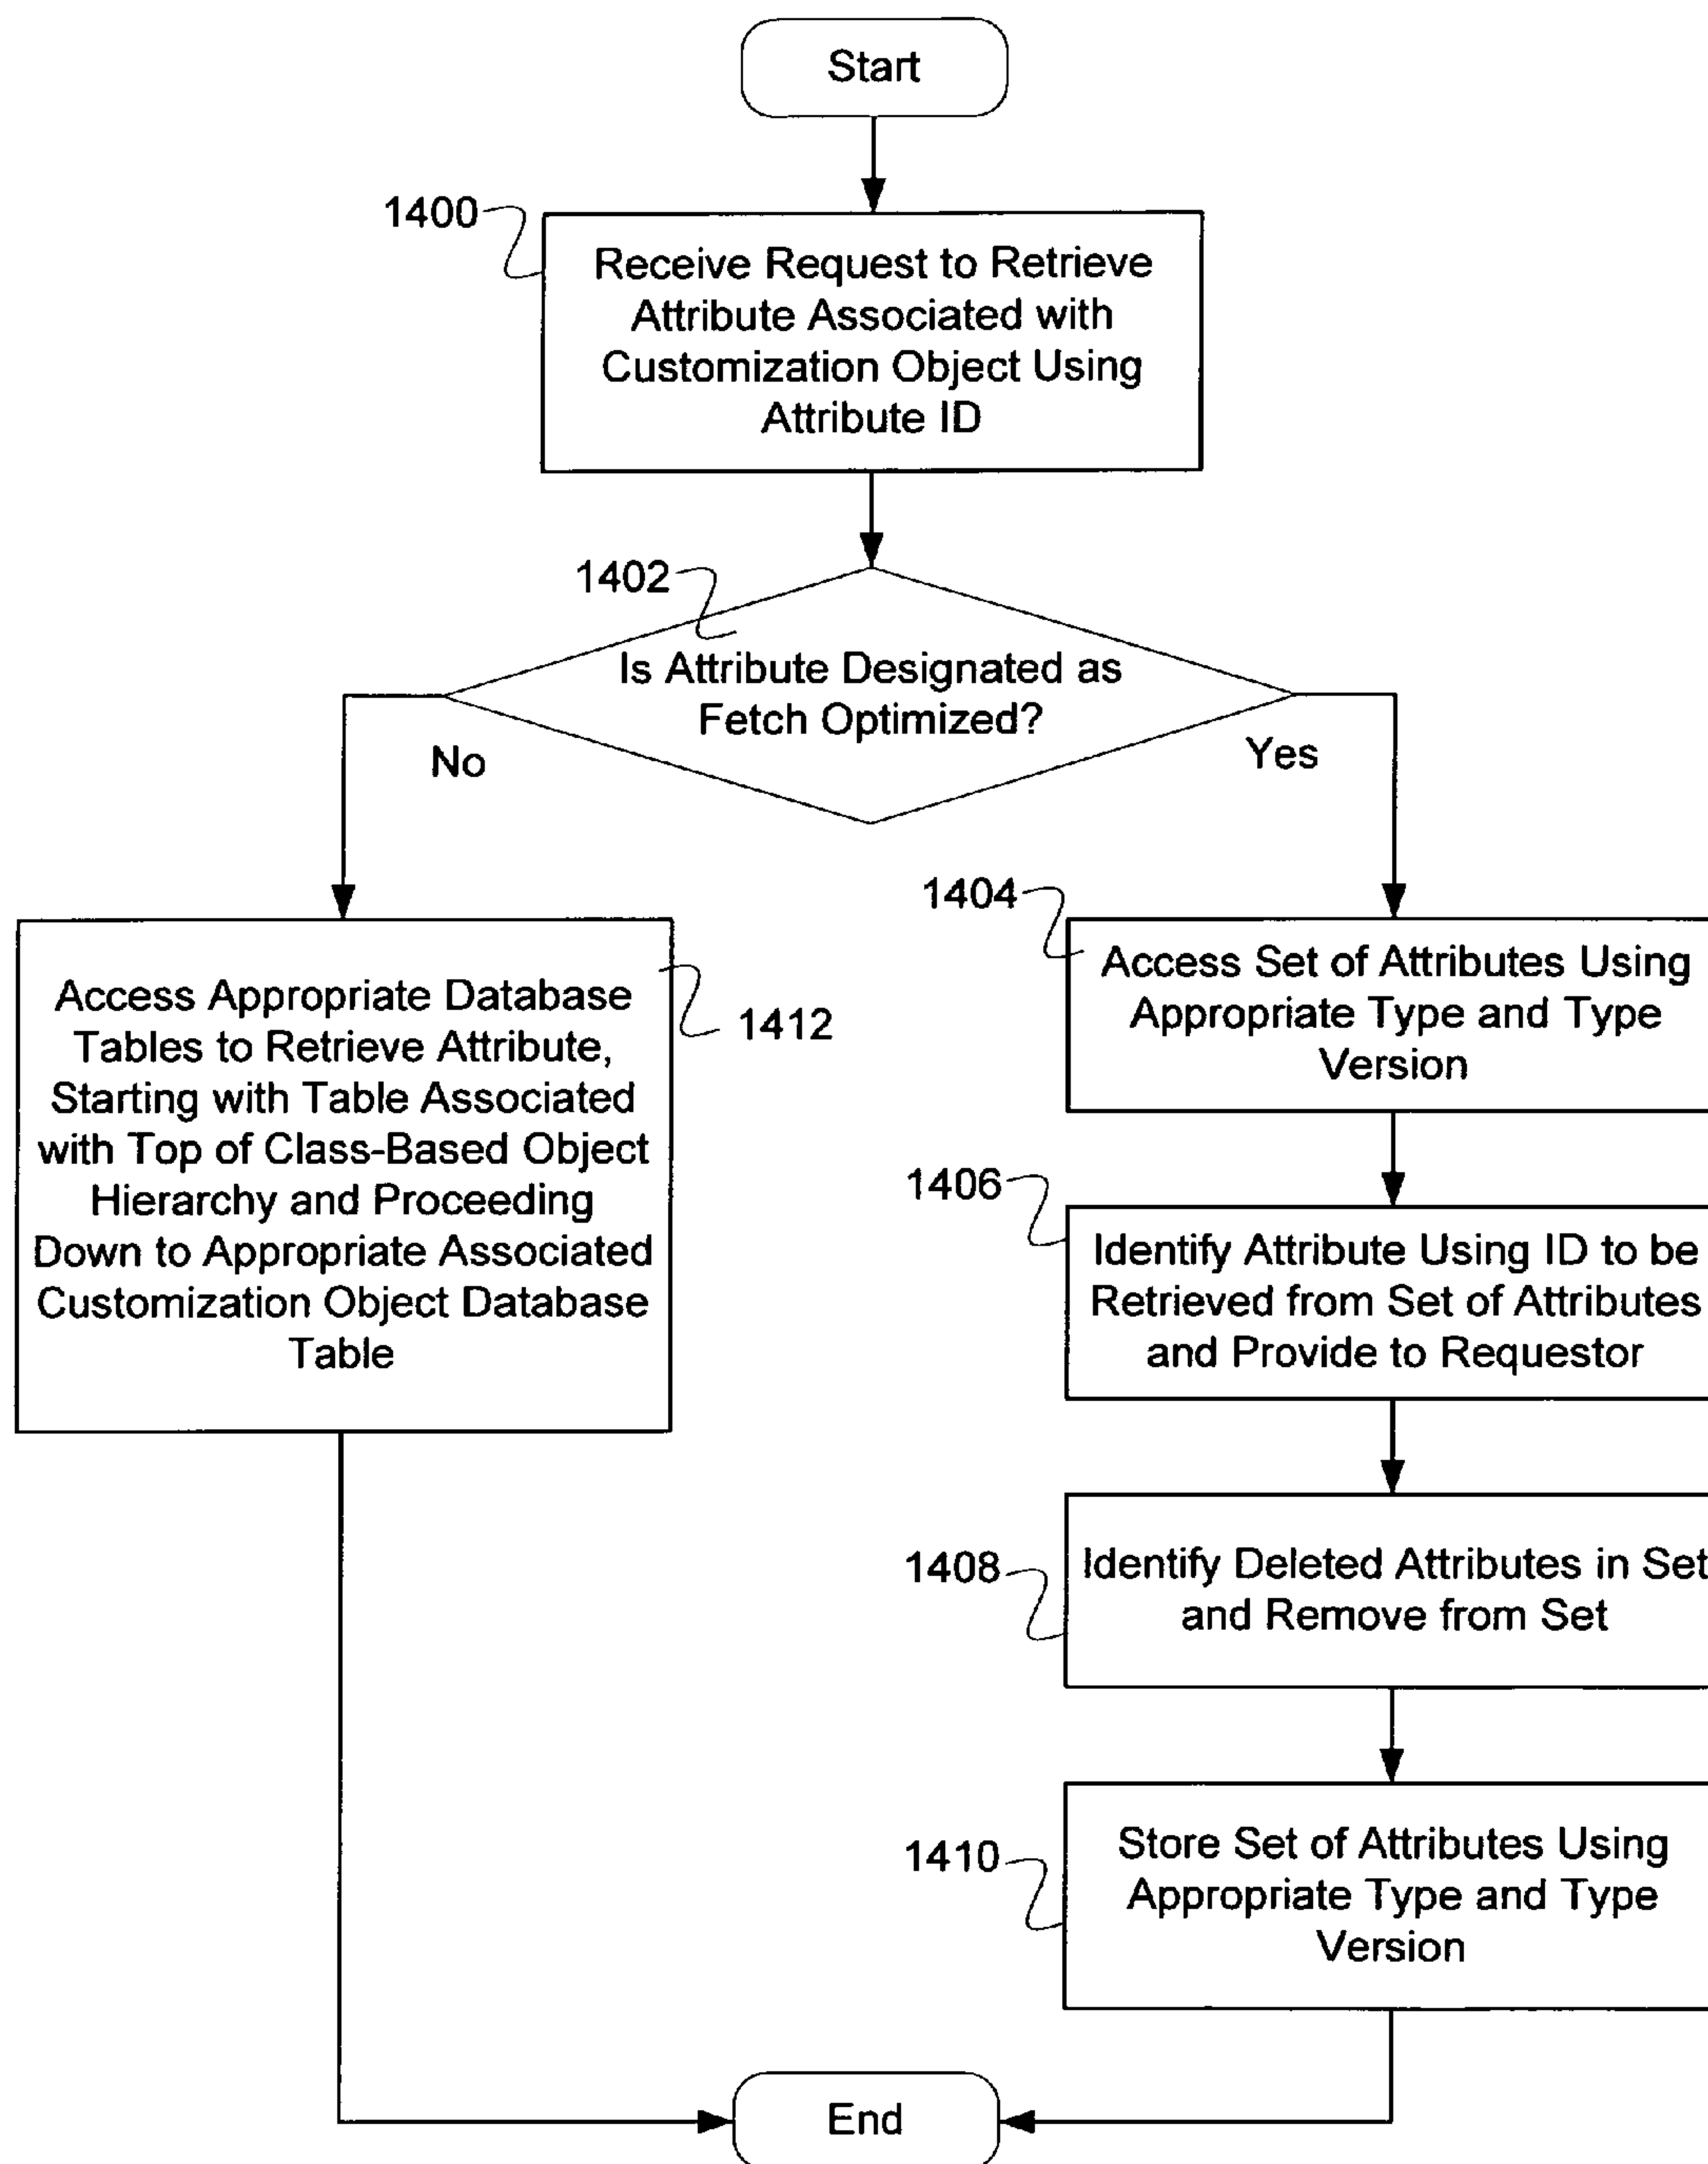 Start
1400
Receive Request to Retrieve
Attribute Associated with
Customization Object Using
Attribute ID
1402
Is Attribute Designated as
Fetch Optimized?
No
Yes
1412
Access Appropriate Database
Tables to Retrieve Attribute,
Starting with Table Associated
with Top of Class-Based Object
Hierarchy and Proceeding
Down to Appropriate Associated
Customization Object Database
Table
1404
Access Set of Attributes Using
Appropriate Type and Type
Version
1406
Identify Attribute Using ID to be
Retrieved from Set of Attributes
and Provide to Requestor
1408
Identify Deleted Attributes in Set
and Remove from Set
1410
Store Set of Attributes Using
Appropriate Type and Type
Version
End